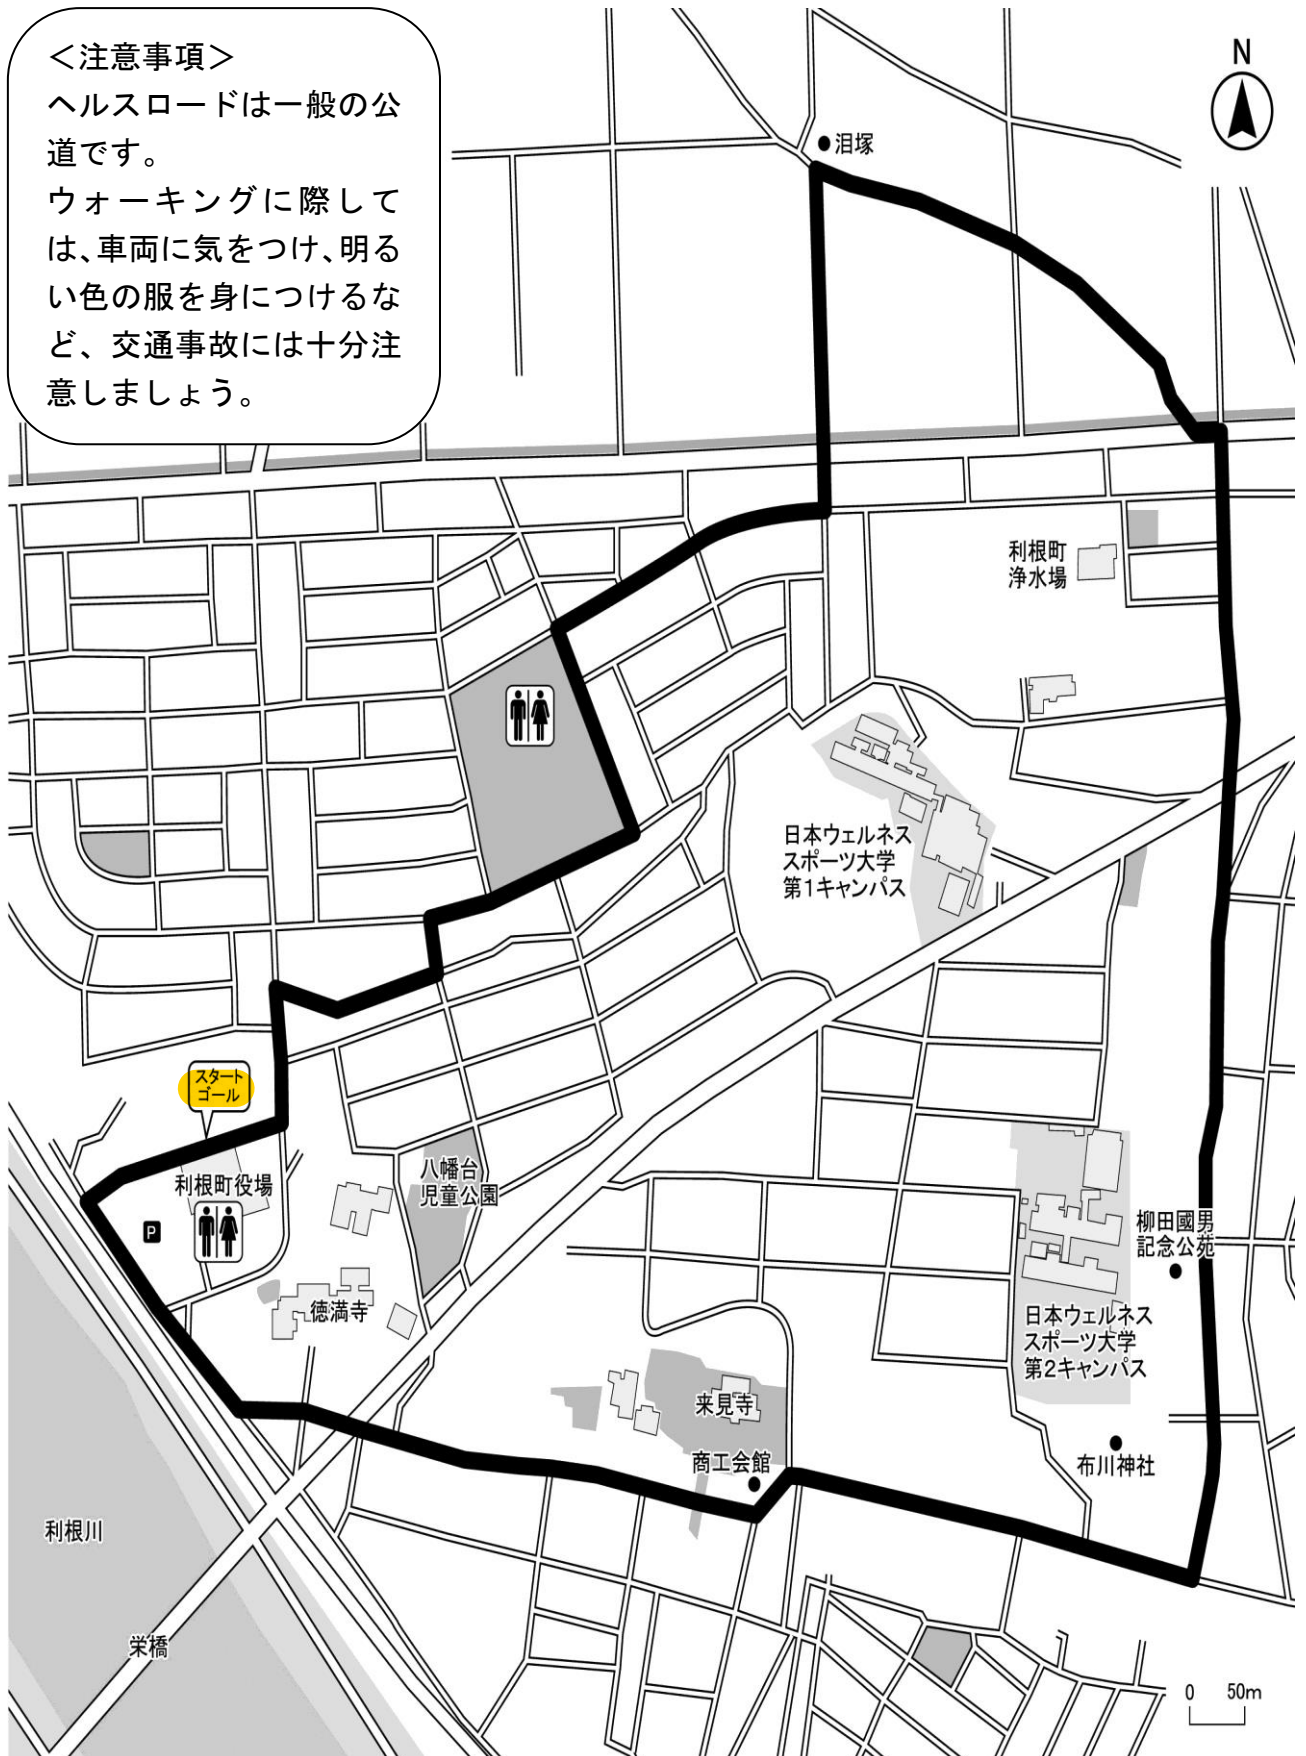 ＜注意事項＞
ヘルスロードは一般の公
道です。
ウォーキングに際して
は、車両に気をつけ、明る
い色の服を身につけるな
ど、交通事故には十分注
意しましょう。
N
泪塚
利根町
浄水場
日本ウェルネス
スポーツ大学
第1キャンパス
スタート
ゴール
利根町役場
P
八幡台
児童公園
徳満寺
柳田國男
記念公苑
日本ウェルネス
スポーツ大学
第2キャンパス
来見寺
商工会館
布川神社
利根川
栄橋
0 50m